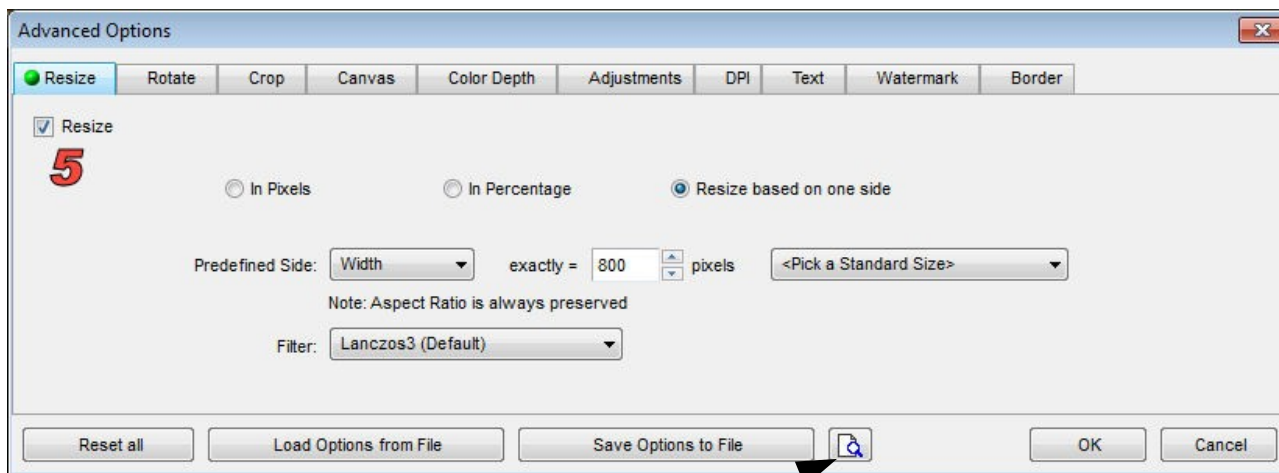 Advanced Options
Resize Rotate Crop Canvas Color Depth Adjustments DPI Text Watermark Border
Resize
5
In Pixels In Percentage Resize based on one side
Predefined Side: Width exactly = 800 pixels <Pick a Standard Size>
Note: Aspect Ratio is always preserved
Filter: Lanczos3 (Default)
Reset all Load Options from File Save Options to File OK Cancel